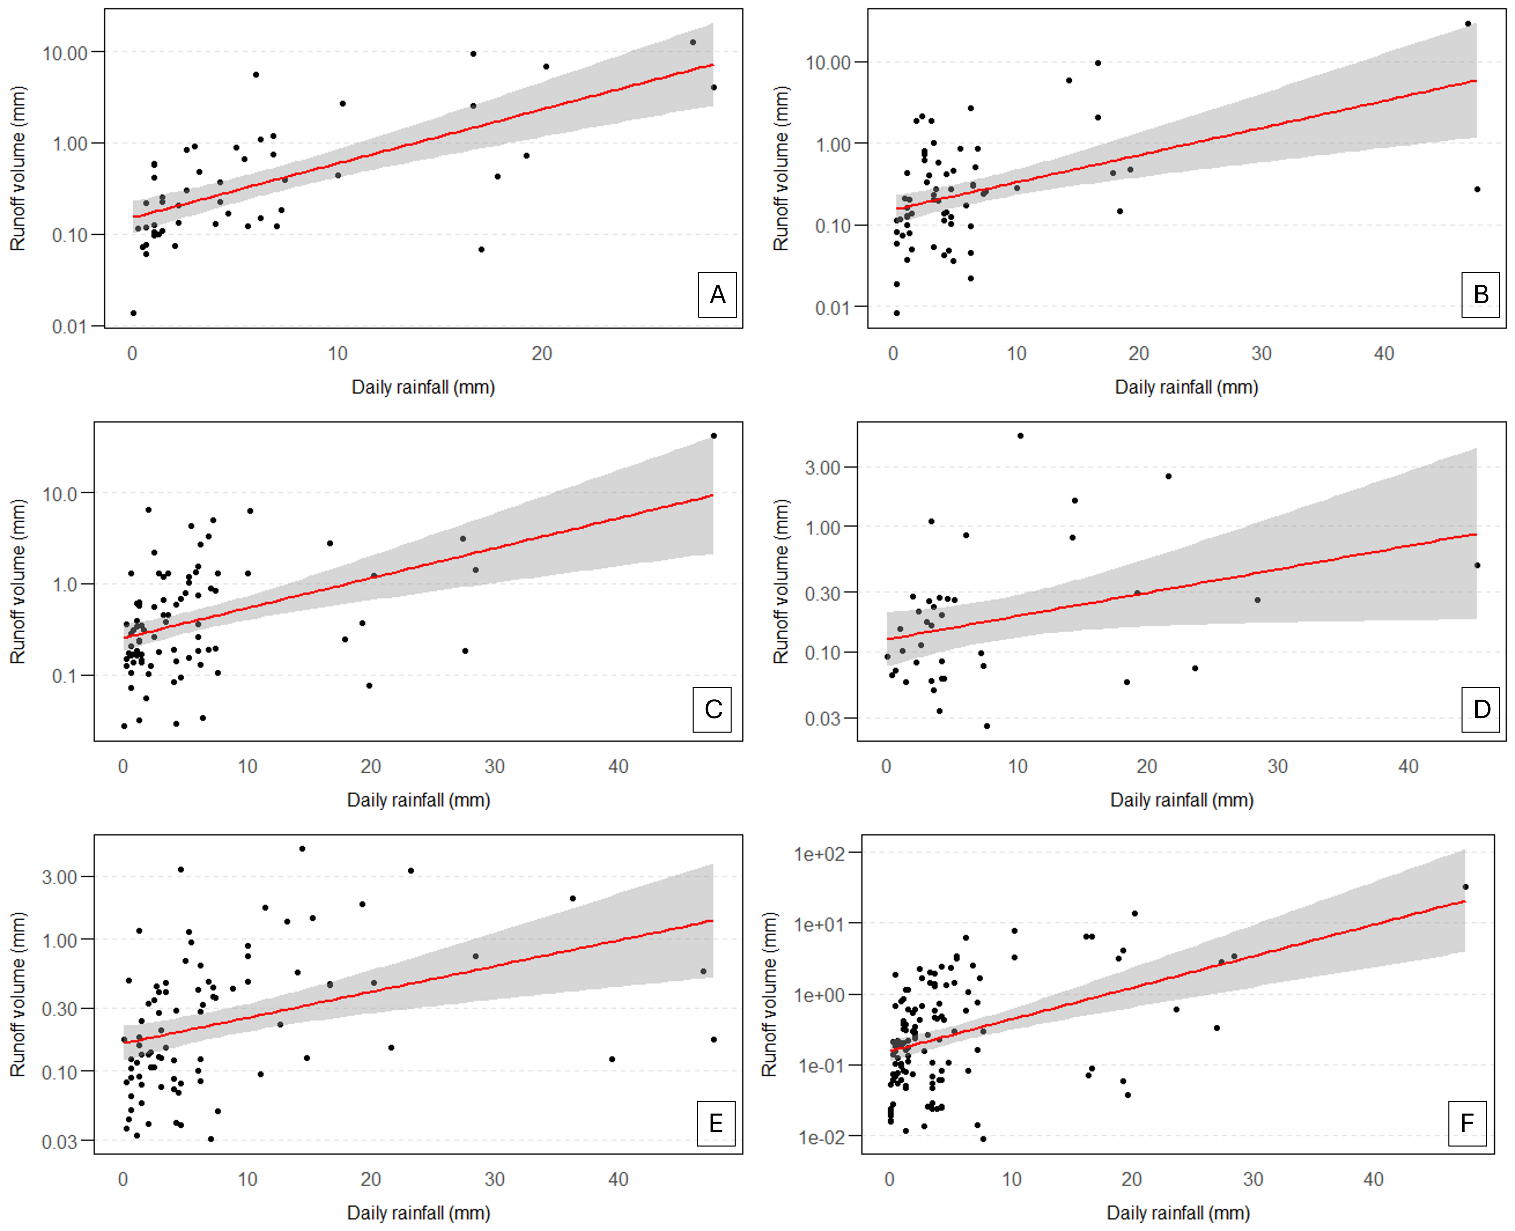 10.00
1.00
0.10
0.01
Runoff volume (mm)
A
0 10 20
Daily rainfall (mm)
10.00
1.00
0.10
0.01
Runoff volume (mm)
B
0 10 20 30 40
Daily rainfall (mm)
10.0
1.0
0.1
Runoff volume (mm)
C
0 10 20 30 40
Daily rainfall (mm)
3.00
1.00
0.30
0.10
0.03
Runoff volume (mm)
D
0 10 20 30 40
Daily rainfall (mm)
3.00
1.00
0.30
0.10
0.03
Runoff volume (mm)
E
0 10 20 30 40
Daily rainfall (mm)
1e+02
1e+01
1e+00
1e-01
1e-02
Runoff volume (mm)
F
0 10 20 30 40
Daily rainfall (mm)